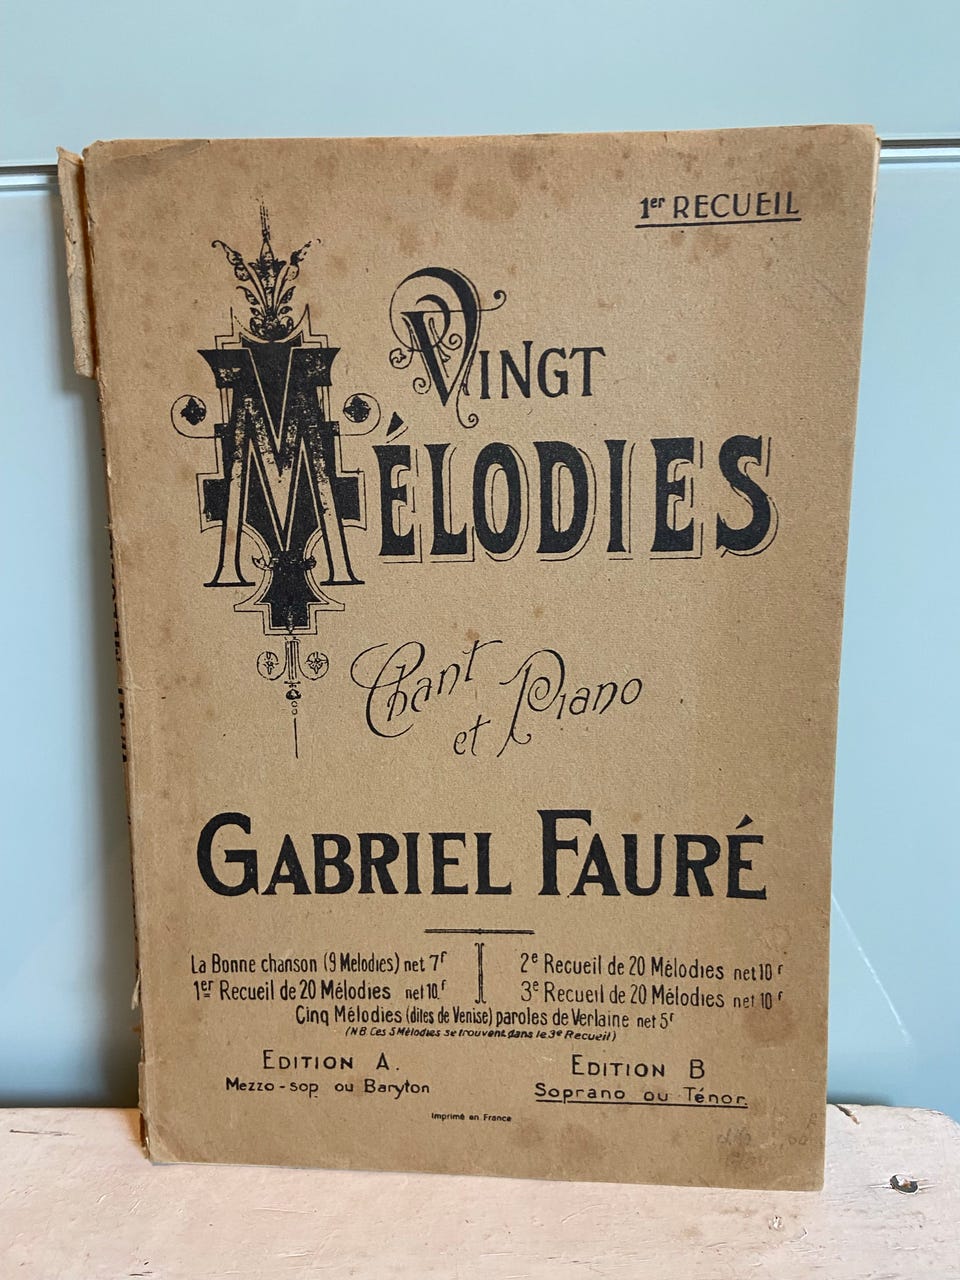 1er RECUEIL
VINGT
MÉLODIES
Chant
et Piano
GABRIEL FAURÉ
La Bonne chanson (9 Mélodies) net 7f
1er Recueil de 20 Mélodies net 10f
2e Recueil de 20 Mélodies net 10f
3e Recueil de 20 Mélodies net 10f
Cinq Mélodies (dites de Venise) paroles de Verlaine net 5f
(NB Ces 5 Mélodies se trouvent dans le 3e Recueil)
EDITION A.
Mezzo-sop. ou Baryton
EDITION B
Soprano ou Ténor.
Imprimé en France